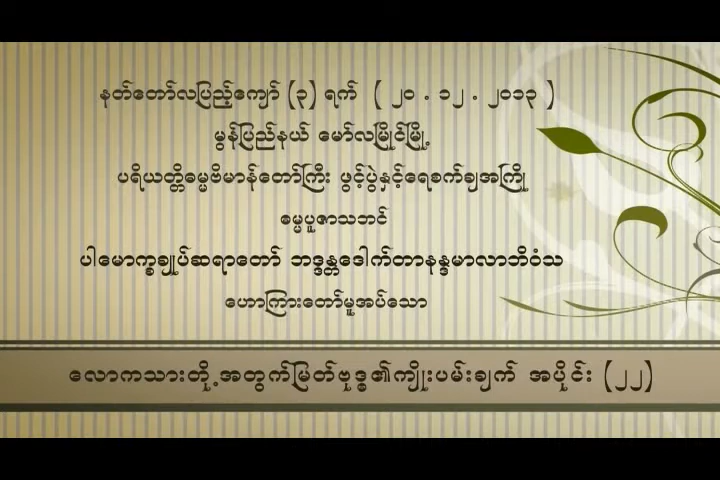 နတ်တော်လပြည့်ကျော် (၃) ရက် ( ၂၀ . ၁၂ . ၂၀၁၃ )
မွန်ပြည်နယ် မော်လမြိုင်မြို့
ပရိယတ္တိဓမ္မဗိမာန်တော်ကြီး ဖွင့်ပွဲနှင့်ရေစက်ချအကြို
ဓမ္မပူဇာသဘင်
ပါမောက္ခချုပ်ဆရာတော် ဘဒ္ဒန္တဒေါက်တာနန္ဒမာလာဘိဝံသ
ဟောကြားတော်မူအပ်သော
လောကသားတို့အတွက်မြတ်ဗုဒ္ဓ၏ကျိုးပမ်းချက် အပိုင်း (၂၂)